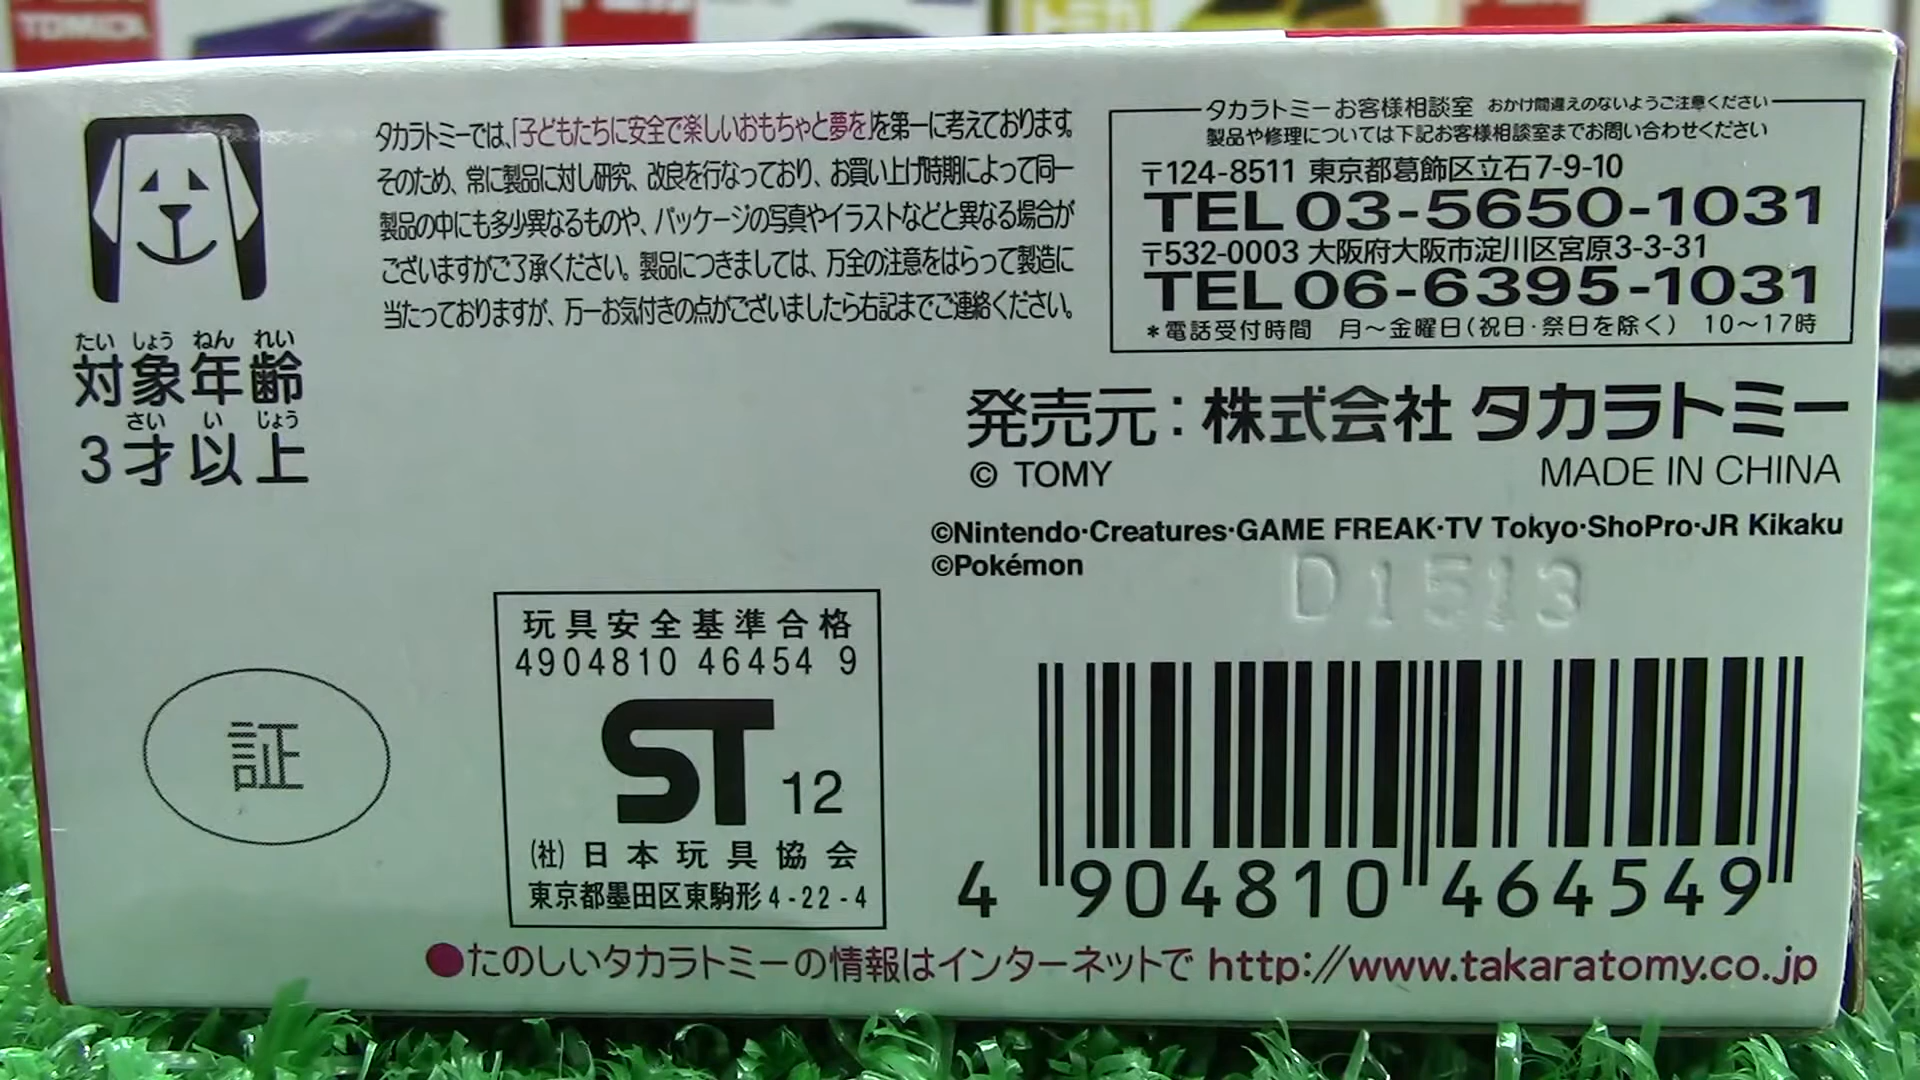 TOMICA
タカラトミーでは、「子どもたちに安全で楽しいおもちゃと夢を」を第一に考えております。
そのため、常に製品に対し研究、改良を行なっており、お買い上げ時期によって同一
製品の中にも多少異なるものや、パッケージの写真やイラストなどと異なる場合が
ございますがご了承ください。製品につきましては、万全の注意をはらって製造に
当たっておりますが、万一お気付きの点がございましたら右記までご連絡ください。
タカラトミーお客様相談室 おかけ間違えのないようご注意ください
製品や修理については下記お客様相談室までお問い合わせください
〒124-8511 東京都葛飾区立石7-9-10
TEL 03-5650-1031
〒532-0003 大阪府大阪市淀川区宮原3-3-31
TEL 06-6395-1031
*電話受付時間 月～金曜日(祝日・祭日を除く) 10～17時
たい しょう ねん れい
対象年齢
さい い じょう
3才以上
発売元:株式会社 タカラトミー
© TOMY MADE IN CHINA
©Nintendo·Creatures·GAME FREAK·TV Tokyo·ShoPro·JR Kikaku
©Pokémon
D1513
玩具安全基準合格
4904810 46454 9
ST 12
(社)日本玩具協会
東京都墨田区東駒形4-22-4
証
4 904810 464549
●たのしいタカラトミーの情報はインターネットで http://www.takaratomy.co.jp